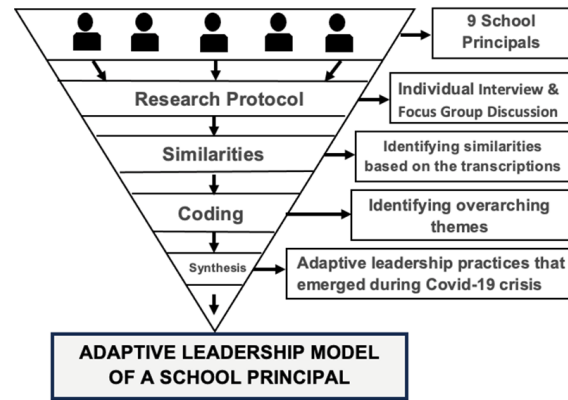 9 School
Principals
Research Protocol
Individual Interview &
Focus Group Discussion
Similarities
Identifying similarities
based on the transcriptions
Coding
Identifying overarching
themes
Synthesis
Adaptive leadership practices that
emerged during Covid-19 crisis
ADAPTIVE LEADERSHIP MODEL
OF A SCHOOL PRINCIPAL